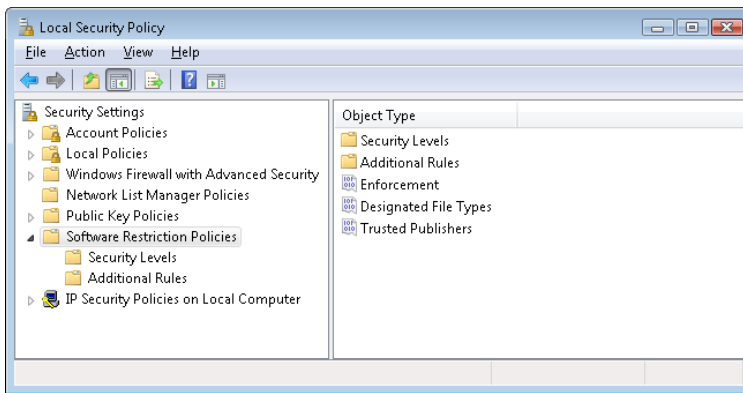 Local Security Policy
File Action View Help
Security Settings
Account Policies
Local Policies
Windows Firewall with Advanced Security
Network List Manager Policies
Public Key Policies
Software Restriction Policies
Security Levels
Additional Rules
IP Security Policies on Local Computer
Object Type
Security Levels
Additional Rules
Enforcement
Designated File Types
Trusted Publishers